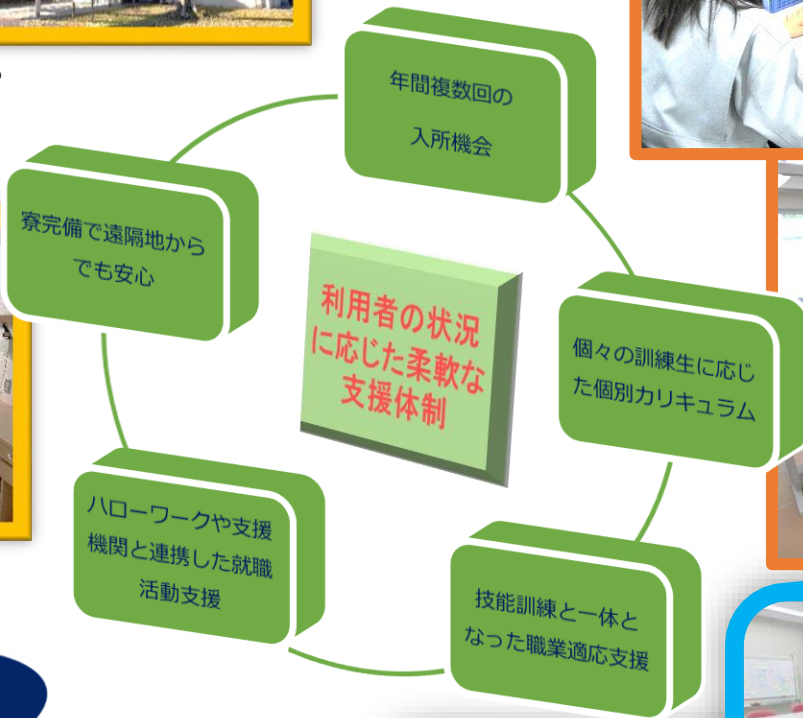 年間複数回の
入所機会
寮完備で遠隔地から
でも安心
利用者の状況
に応じた柔軟な
支援体制
個々の訓練生に応じ
た個別カリキュラム
ハローワークや支援
機関と連携した就職
活動支援
技能訓練と一体と
なった職業適応支援